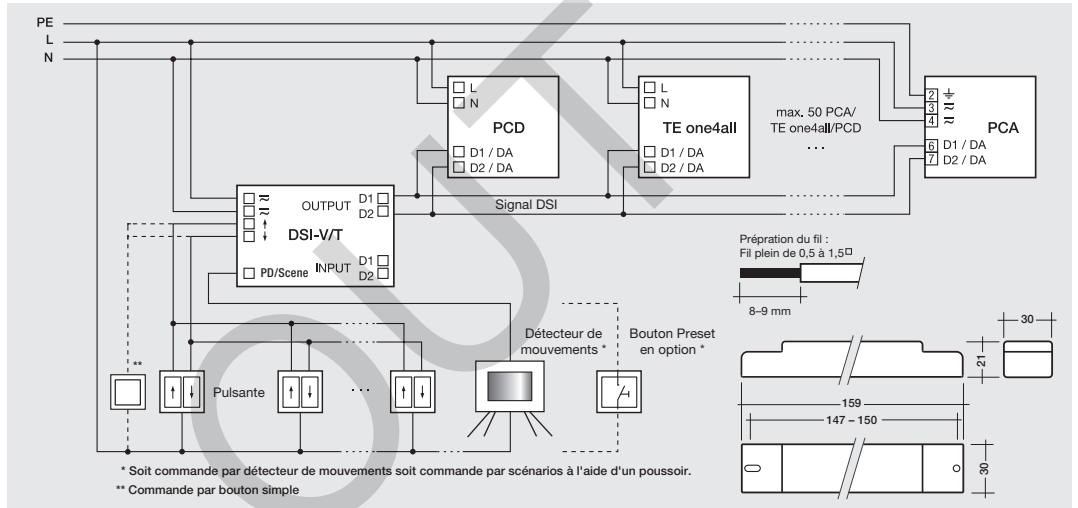 PE
L
N
L
N
PCD
D1 / DA
D2 / DA
L
N
TE one4all
D1 / DA
D2 / DA
max. 50 PCA/
TE one4all/PCD
...
2
3
4
PCA
6 D1 / DA
7 D2 / DA
OUTPUT D1
D2
DSI-V/T
PD/Scene INPUT D1
D2
Signal DSI
Prépration du fil :
Fil plein de 0,5 à 1,5□
8–9 mm
Détecteur de
mouvements *
Bouton Preset
en option *
**
Pulsante
...
30
21
159
147 – 150
30
* Soit commande par détecteur de mouvements soit commande par scénarios à l'aide d'un poussoir.
** Commande par bouton simple
OUT